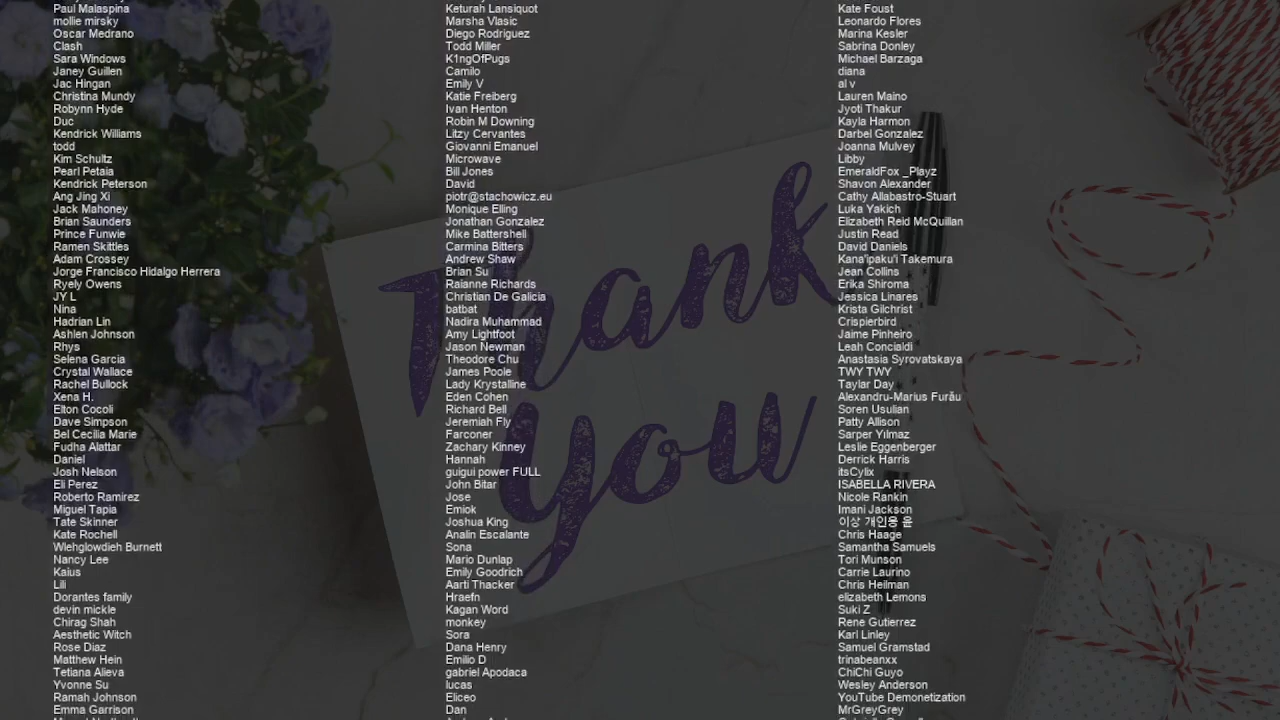 Paul Malaspina
mollie mirsky
Oscar Medrano
Clash
Sara Windows
Janey Guillen
Jac Hingan
Christina Mundy
Robynn Hyde
Duc
Kendrick Williams
todd
Kim Schultz
Pearl Petaia
Kendrick Peterson
Ang Jing Xi
Jack Mahoney
Brian Saunders
Prince Funwie
Ramen Skittles
Adam Crossey
Jorge Francisco Hidalgo Herrera
Ryely Owens
JY L
Nina
Hadrian Lin
Ashlen Johnson
Rhys
Selena Garcia
Crystal Wallace
Rachel Bullock
Xena H.
Elton Cocoli
Dave Simpson
Bel Cecilia Marie
Fudha Alattar
Daniel
Josh Nelson
Eli Perez
Roberto Ramirez
Miguel Tapia
Tate Skinner
Kate Rochell
Wiehglowdieh Burnett
Nancy Lee
Kaius
Lili
Dorantes family
devin mickle
Chirag Shah
Aesthetic Witch
Rose Diaz
Matthew Hein
Tetiana Alieva
Yvonne Su
Ramah Johnson
Emma Garrison
Keturah Lansiquot
Marsha Vlasic
Diego Rodriguez
Todd Miller
K1ngOfPugs
Camilo
Emily V
Katie Freiberg
Ivan Henton
Robin M Downing
Litzy Cervantes
Giovanni Emanuel
Microwave
Bill Jones
David
piotr@stachowicz.eu
Monique Elling
Jonathan Gonzalez
Mike Battershell
Carmina Bitters
Andrew Shaw
Brian Su
Raianne Richards
Christian De Galicia
batbat
Nadira Muhammad
Amy Lightfoot
Jason Newman
Theodore Chu
James Poole
Lady Krystalline
Eden Cohen
Richard Bell
Jeremiah Fly
Farconer
Zachary Kinney
Hannah
guigui power FULL
John Bitar
Jose
Emiok
Joshua King
Analin Escalante
Sona
Mario Dunlap
Emily Goodrich
Aarti Thacker
Hraefn
Kagan Word
monkey
Sora
Dana Henry
Emilio D
gabriel Apodaca
lucas
Eliceo
Dan
Kate Foust
Leonardo Flores
Marina Kesler
Sabrina Donley
Michael Barzaga
diana
al v
Lauren Maino
Jyoti Thakur
Kayla Harmon
Darbel Gonzalez
Joanna Mulvey
Libby
EmeraldFox _Playz
Shavon Alexander
Cathy Allabastro-Stuart
Luka Yakich
Elizabeth Reid McQuillan
Justin Read
David Daniels
Kana'ipaku'i Takemura
Jean Collins
Erika Shiroma
Jessica Linares
Krista Gilchrist
Crispierbird
Jaime Pinheiro
Leah Concialdi
Anastasia Syrovatskaya
TWY TWY
Taylar Day
Alexandru-Marius Furău
Soren Usulian
Patty Allison
Sarper Yılmaz
Leslie Eggenberger
Derrick Harris
itsCylix
ISABELLA RIVERA
Nicole Rankin
Imani Jackson
이상 개인용 윤
Chris Haage
Samantha Samuels
Tori Munson
Carrie Laurino
Chris Heilman
elizabeth Lemons
Suki Z
Rene Gutierrez
Karl Linley
Samuel Gramstad
trinabeanxx
ChiChi Guyo
Wesley Anderson
YouTube Demonetization
MrGreyGrey
Thank
you